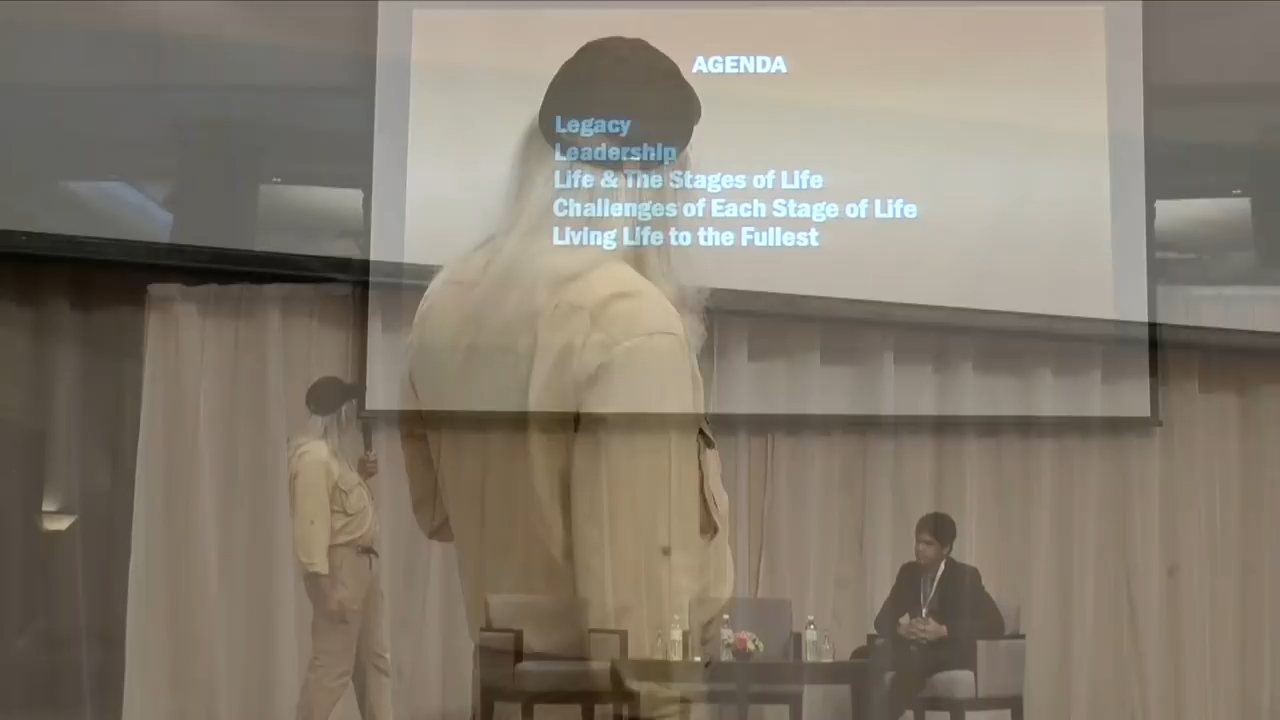 AGENDA
Legacy
Leadership
Life & The Stages of Life
Challenges of Each Stage of Life
Living Life to the Fullest